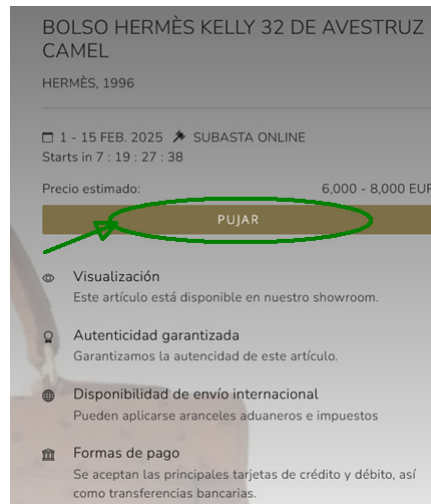 BOLSO HERMÈS KELLY 32 DE AVESTRUZ
CAMEL
HERMÈS, 1996
1 - 15 FEB. 2025 SUBASTA ONLINE
Starts in 7 : 19 : 27 : 38
Precio estimado: 6,000 - 8,000 EUR
PUJAR
Visualización
Este artículo está disponible en nuestro showroom.
Autenticidad garantizada
Garantizamos la autencidad de este artículo.
Disponibilidad de envío internacional
Pueden aplicarse aranceles aduaneros e impuestos
Formas de pago
Se aceptan las principales tarjetas de crédito y débito, así
como transferencias bancarias.